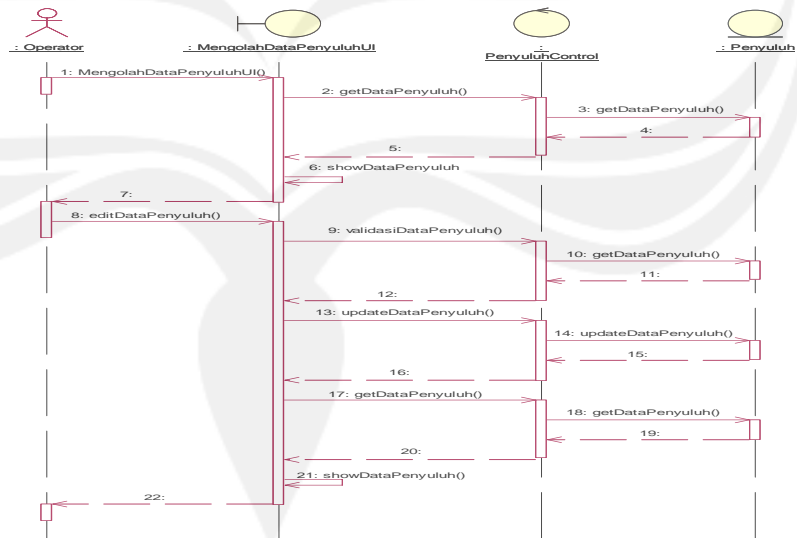 : Operator
: MengolahDataPenyuluhUI
:
PenyuluhControl
: Penyuluh
1: MengolahDataPenyuluhUI()
2: getDataPenyuluh()
3: getDataPenyuluh()
4:
5:
6: showDataPenyuluh
7:
8: editDataPenyuluh()
9: validasiDataPenyuluh()
10: getDataPenyuluh()
11:
12:
13: updateDataPenyuluh()
14: updateDataPenyuluh()
15:
16:
17: getDataPenyuluh()
18: getDataPenyuluh()
19:
20:
21: showDataPenyuluh()
22: